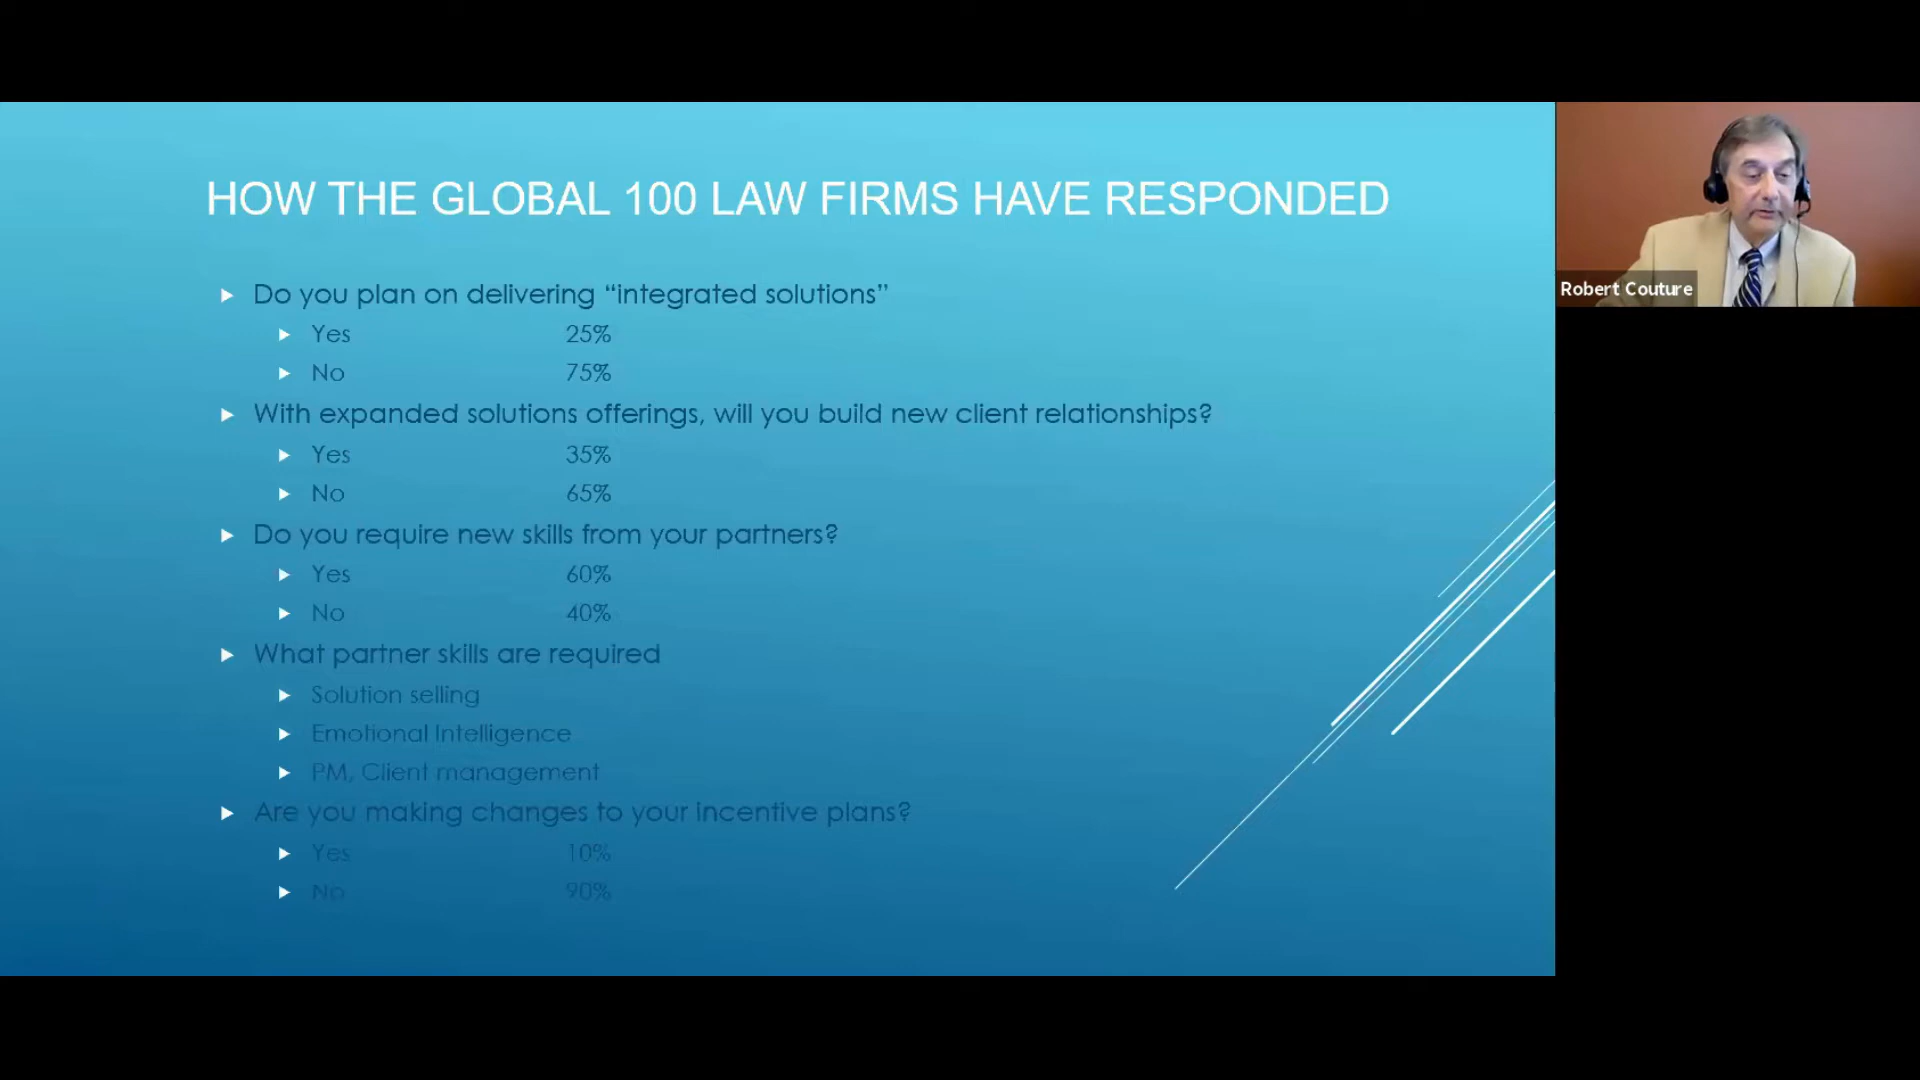 HOW THE GLOBAL 100 LAW FIRMS HAVE RESPONDED
Do you plan on delivering “integrated solutions”
Yes 25%
No 75%
With expanded solutions offerings, will you build new client relationships?
Yes 35%
No 65%
Do you require new skills from your partners?
Yes 60%
No 40%
What partner skills are required
Solution selling
Emotional Intelligence
PM, Client management
Are you making changes to your incentive plans?
Yes 10%
No 90%
Robert Couture